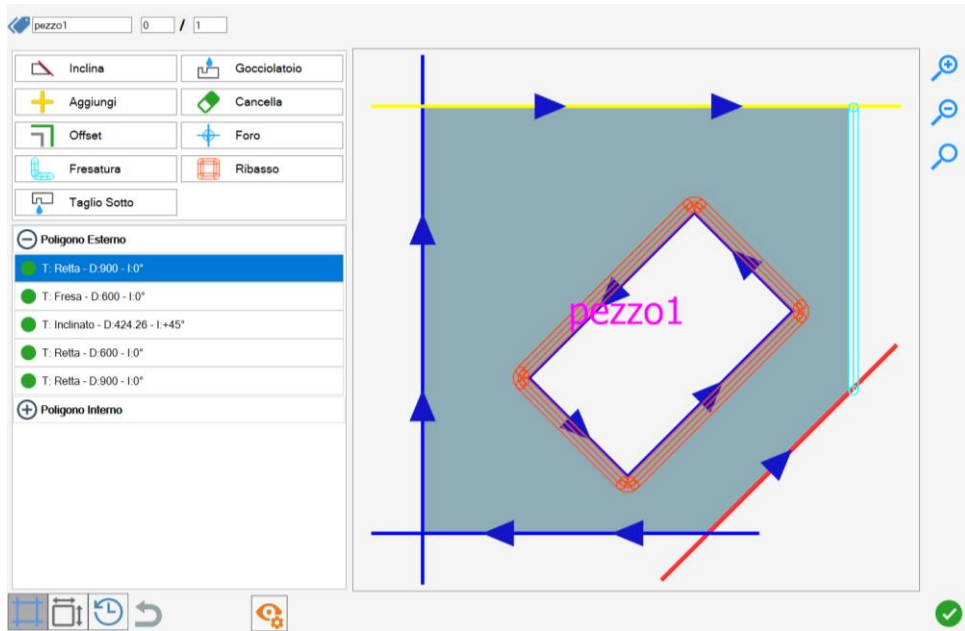 pezzo1 0 / 1
Inclina Gocciolatoio
Aggiungi Cancella
Offset Foro
Fresatura Ribasso
Taglio Sotto
Poligono Esterno
T: Retta - D:900 - I:0°
T: Fresa - D:600 - I:0°
T: Inclinato - D:424.26 - I:+45°
T: Retta - D:600 - I:0°
T: Retta - D:900 - I:0°
Poligono Interno
pezzo1